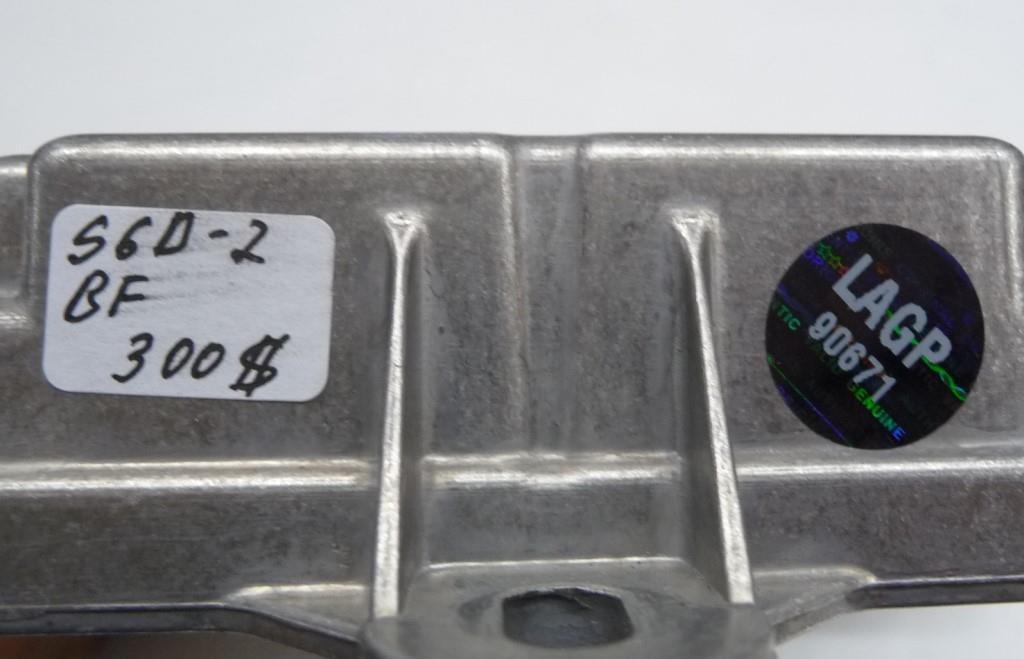 S6D-2
BF
300$
LAGP
90671
GENUINE